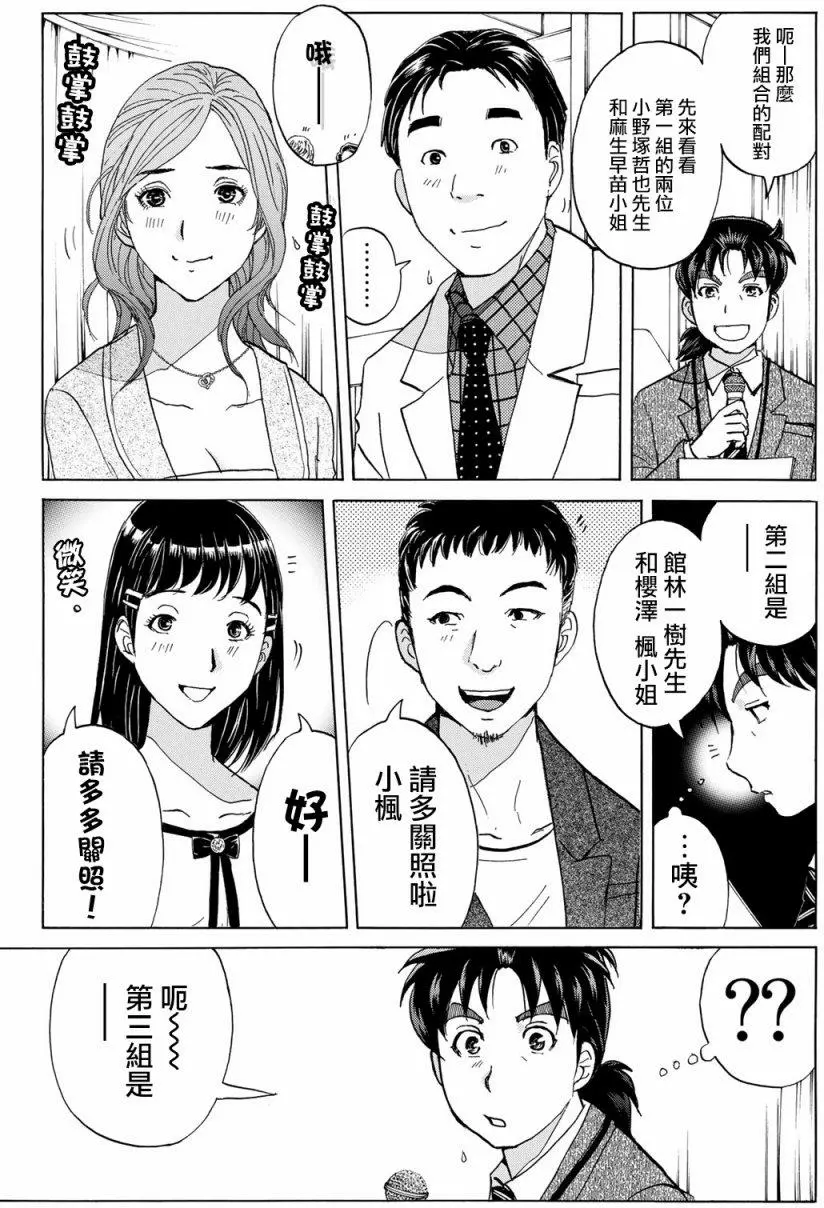 呃—那麼
我們組合的配對
先來看看
第一組的兩位
小野塚哲也先生
和麻生早苗小姐
………
哦—
鼓掌鼓掌
鼓掌鼓掌
第二組是
—
館林一樹先生
和櫻澤 楓小姐
…咦?
請多關照啦
小楓
好—
微笑.
請多多關照!
??
呃~~~
第三組是
—